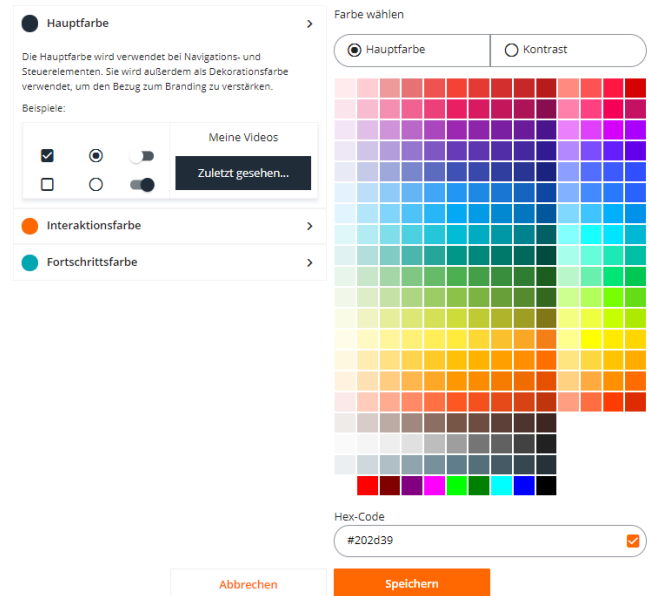 Hauptfarbe
Die Hauptfarbe wird verwendet bei Navigations- und
Steuerelementen. Sie wird außerdem als Dekorationsfarbe
verwendet, um den Bezug zum Branding zu verstärken.
Beispiele:
Meine Videos
Zuletzt gesehen...
Interaktionsfarbe
Fortschrittsfarbe
Farbe wählen
Hauptfarbe
Kontrast
Hex-Code
#202d39
Abbrechen
Speichern